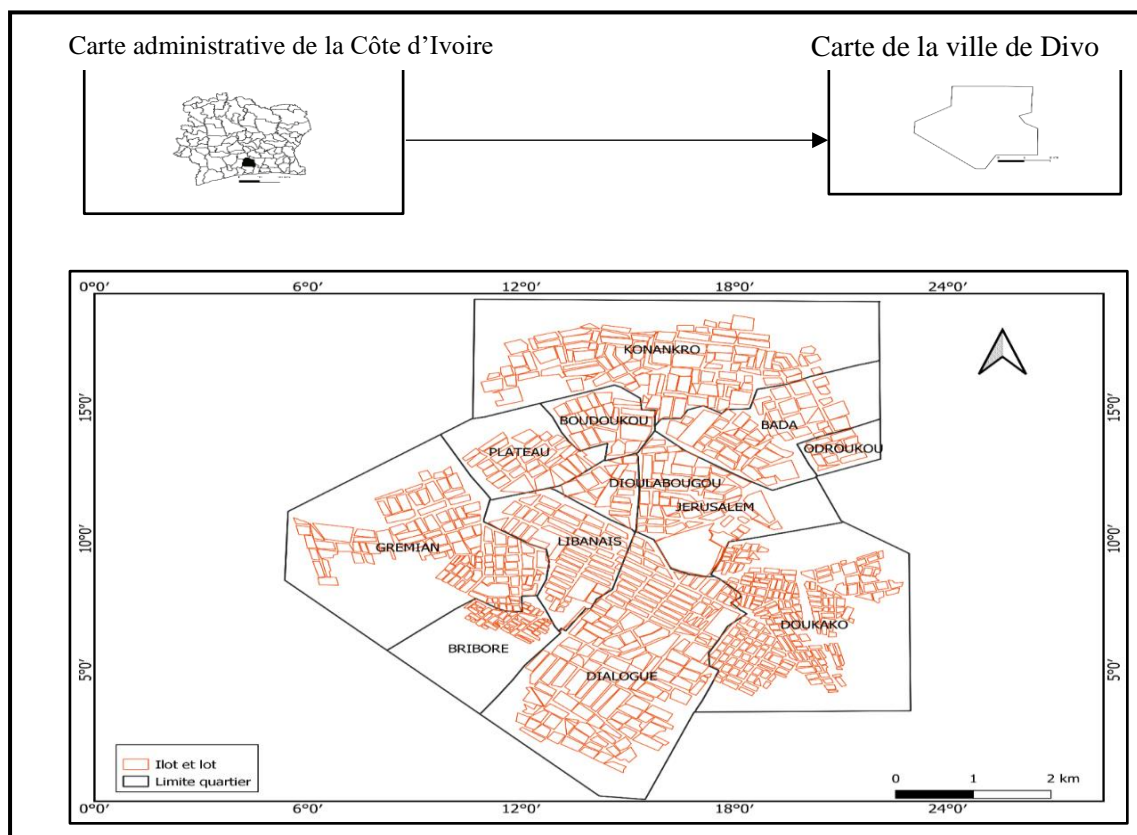 Carte administrative de la Côte d’Ivoire
Carte de la ville de Divo
0°0′ 6°0′ 12°0′ 18°0′ 24°0′
KONANKRO
15°0′ 15°0′
BOUDOUKOU
BADA
ODROUKOU
PLATEAU
DIOULABOUGOU
JERUSALEM
10°0′ 10°0′
LIBANAIS
GREMIAN
DOUKAKO
BRIBORE
5°0′ 5°0′
DIALOGUE
Ilot et lot
Limite quartier
0 1 2 km
0°0′ 6°0′ 12°0′ 18°0′ 24°0′